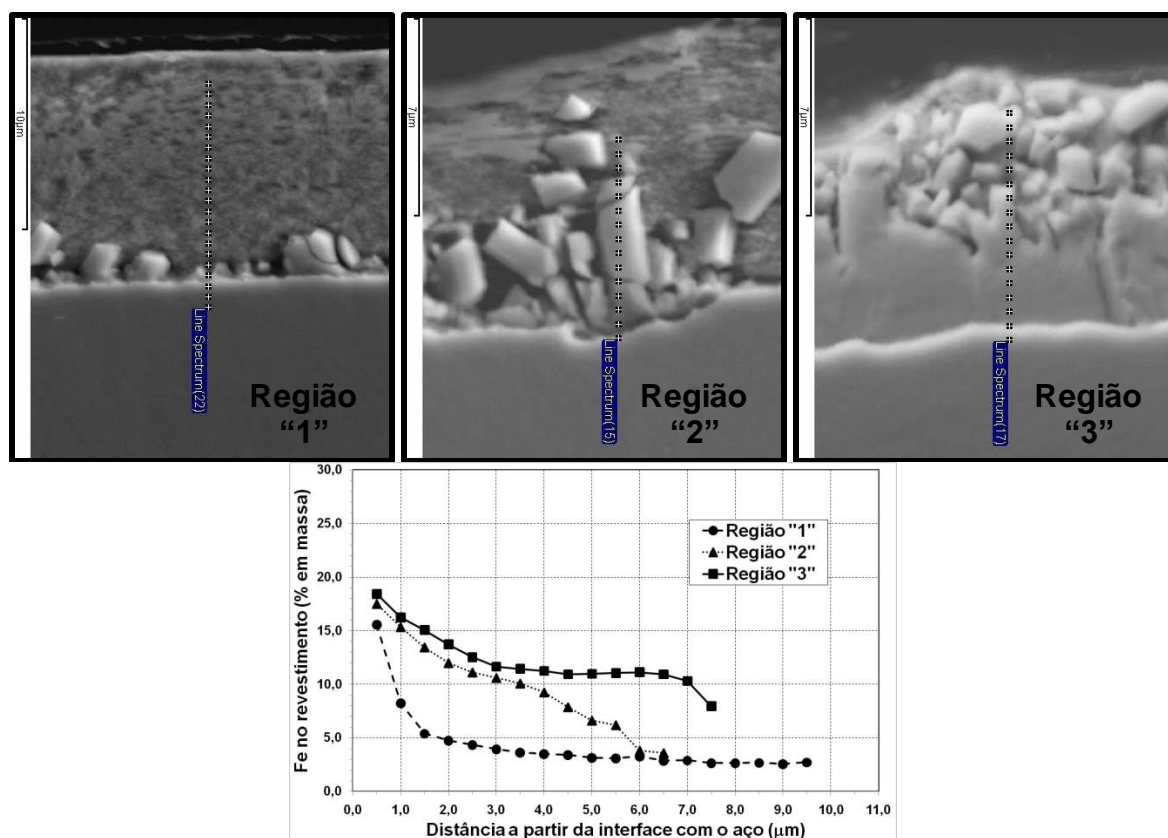 10µm
Line Spectrum(22)
Região
“1”
7µm
Line Spectrum(15)
Região
“2”
7µm
Line Spectrum(17)
Região
“3”
Fe no revestimento (% em massa)
30,0
25,0
20,0
15,0
10,0
5,0
0,0
Região "1"
Região "2"
Região "3"
0,0 1,0 2,0 3,0 4,0 5,0 6,0 7,0 8,0 9,0 10,0 11,0
Distância a partir da interface com o aço (µm)